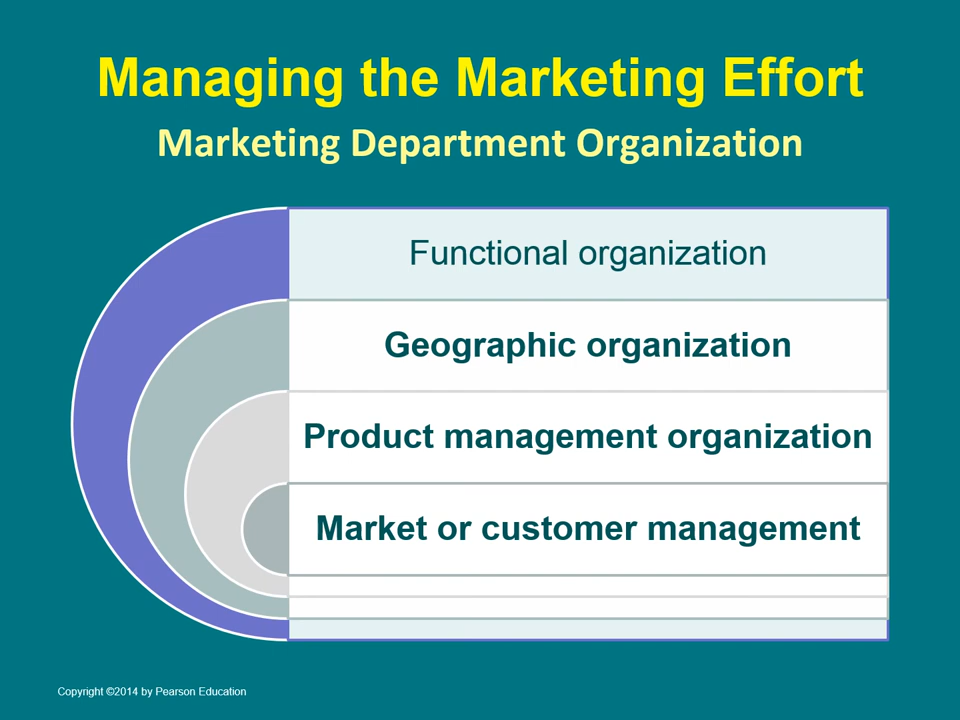 Managing the Marketing Effort
Marketing Department Organization
Functional organization
Geographic organization
Product management organization
Market or customer management
Copyright ©2014 by Pearson Education